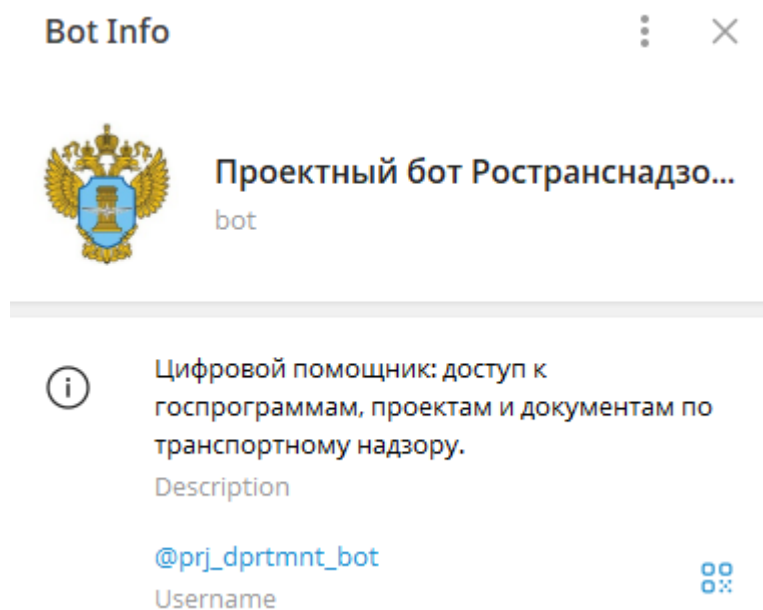 Bot Info
Проектный бот Ространснадзо...
bot
Цифровой помощник: доступ к
госпрограммам, проектам и документам по
транспортному надзору.
Description
@prj_dprtmnt_bot
Username